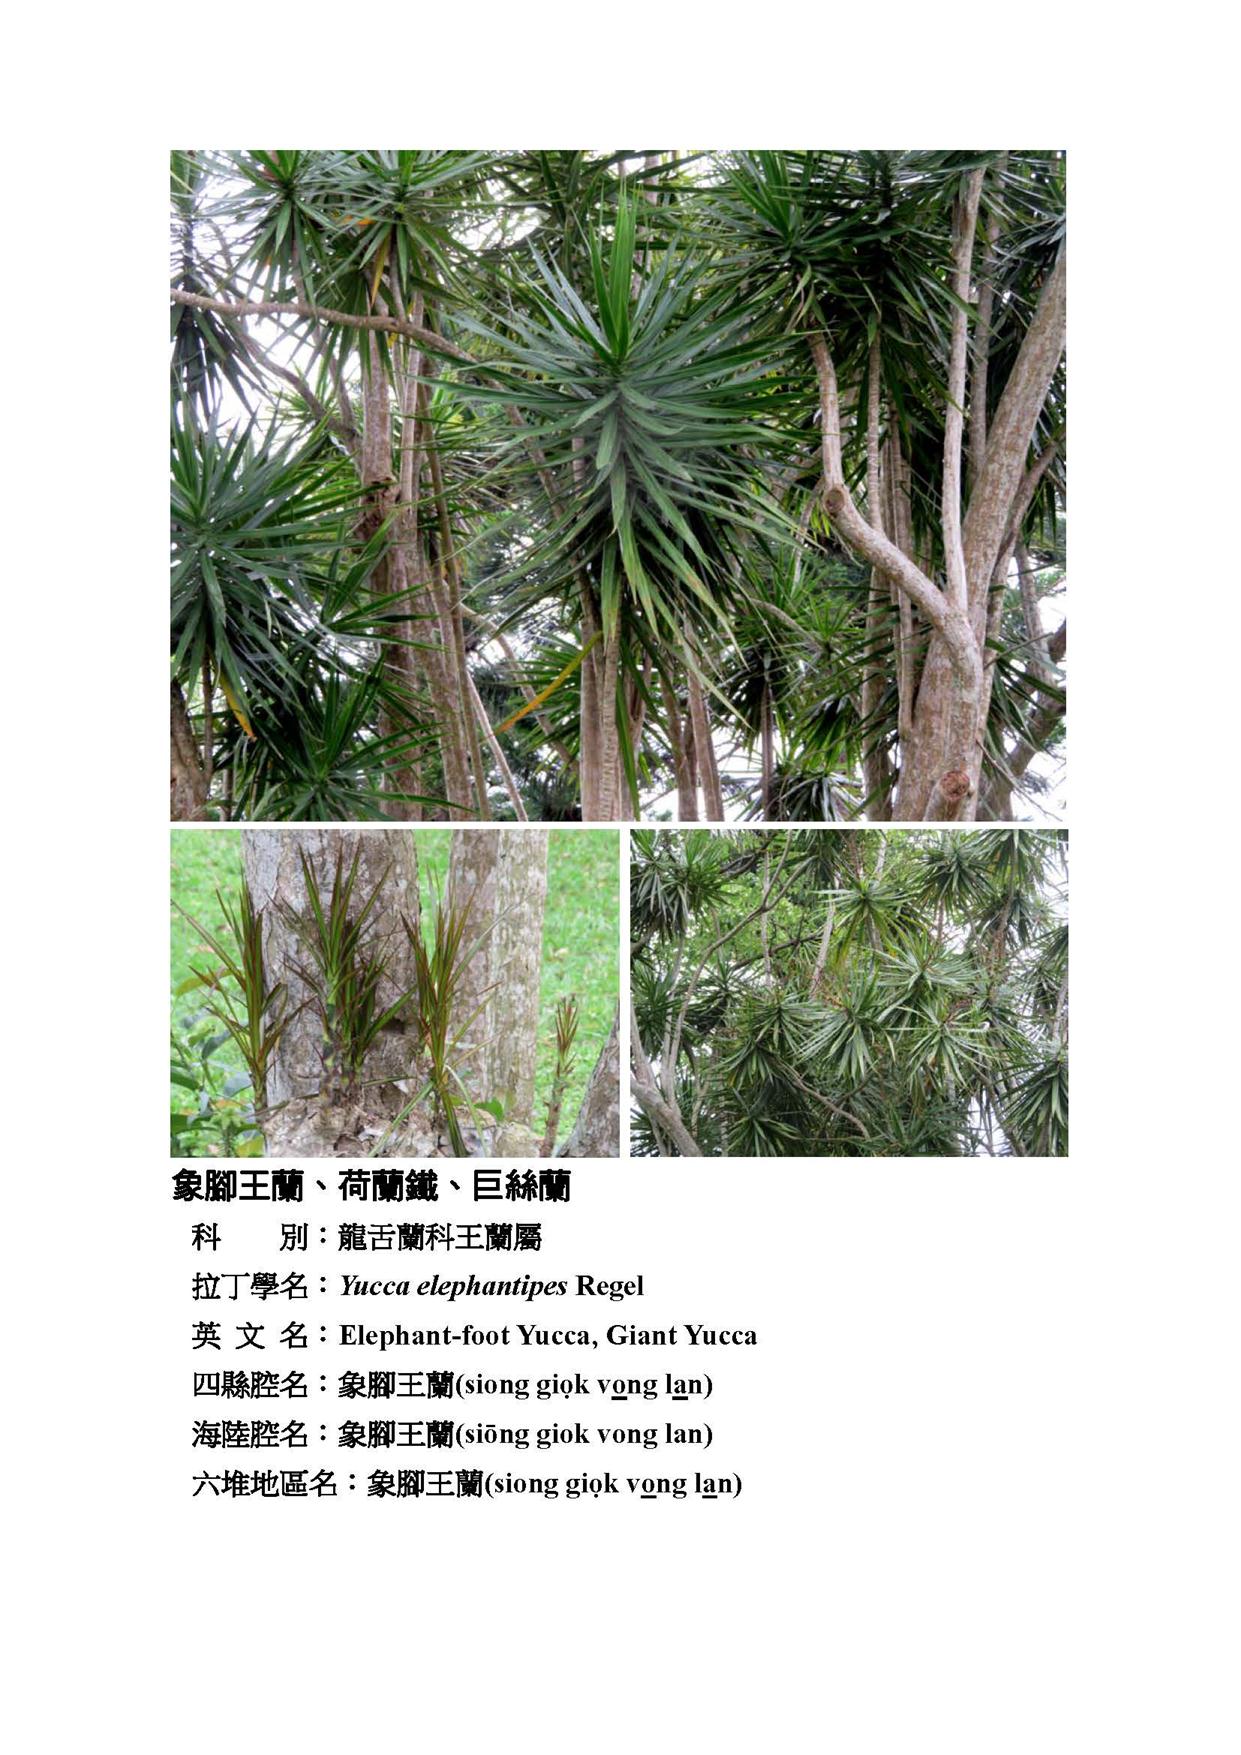 象腳王蘭、荷蘭鐵、巨絲蘭
科　　別：龍舌蘭科王蘭屬
拉丁學名：Yucca elephantipes Regel
英 文 名：Elephant-foot Yucca, Giant Yucca
四縣腔名：象腳王蘭(siong giọk vo̲ng la̲n)
海陸腔名：象腳王蘭(siōng giok vong lan)
六堆地區名：象腳王蘭(siong giọk vo̲ng la̲n)